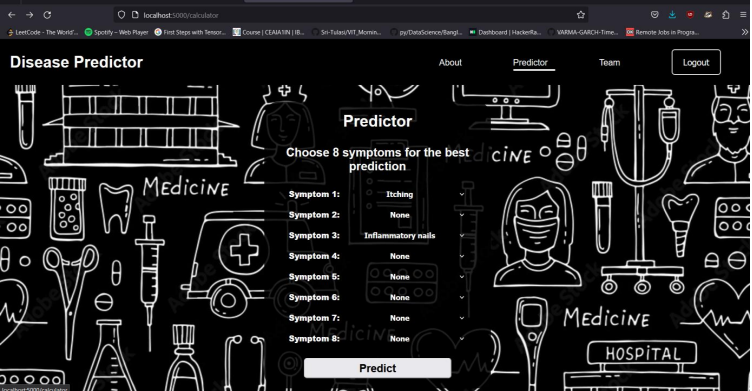 localhost:5000/calculator
LeetCode - The World'...
Spotify – Web Player
First Steps with Tensor...
Course | CEAIA1IN | IB...
Sri-Tulasi/VIT_Mornin...
py/DataScience/Bangl...
Dashboard | HackerRa...
VARMA-GARCH-Time...
Remote Jobs in Progra...
Disease Predictor
About
Predictor
Team
Logout
Predictor
Choose 8 symptoms for the best
prediction
CINE
MEDICINE
Symptom 1: Itching
Symptom 2: None
Symptom 3: Inflammatory nails
Symptom 4: None
Symptom 5: None
Symptom 6: None
Symptom 7: None
Symptom 8: None
MEDICINE
MEDICINE
HOSPITAL
Predict
localhost:5000/calculator